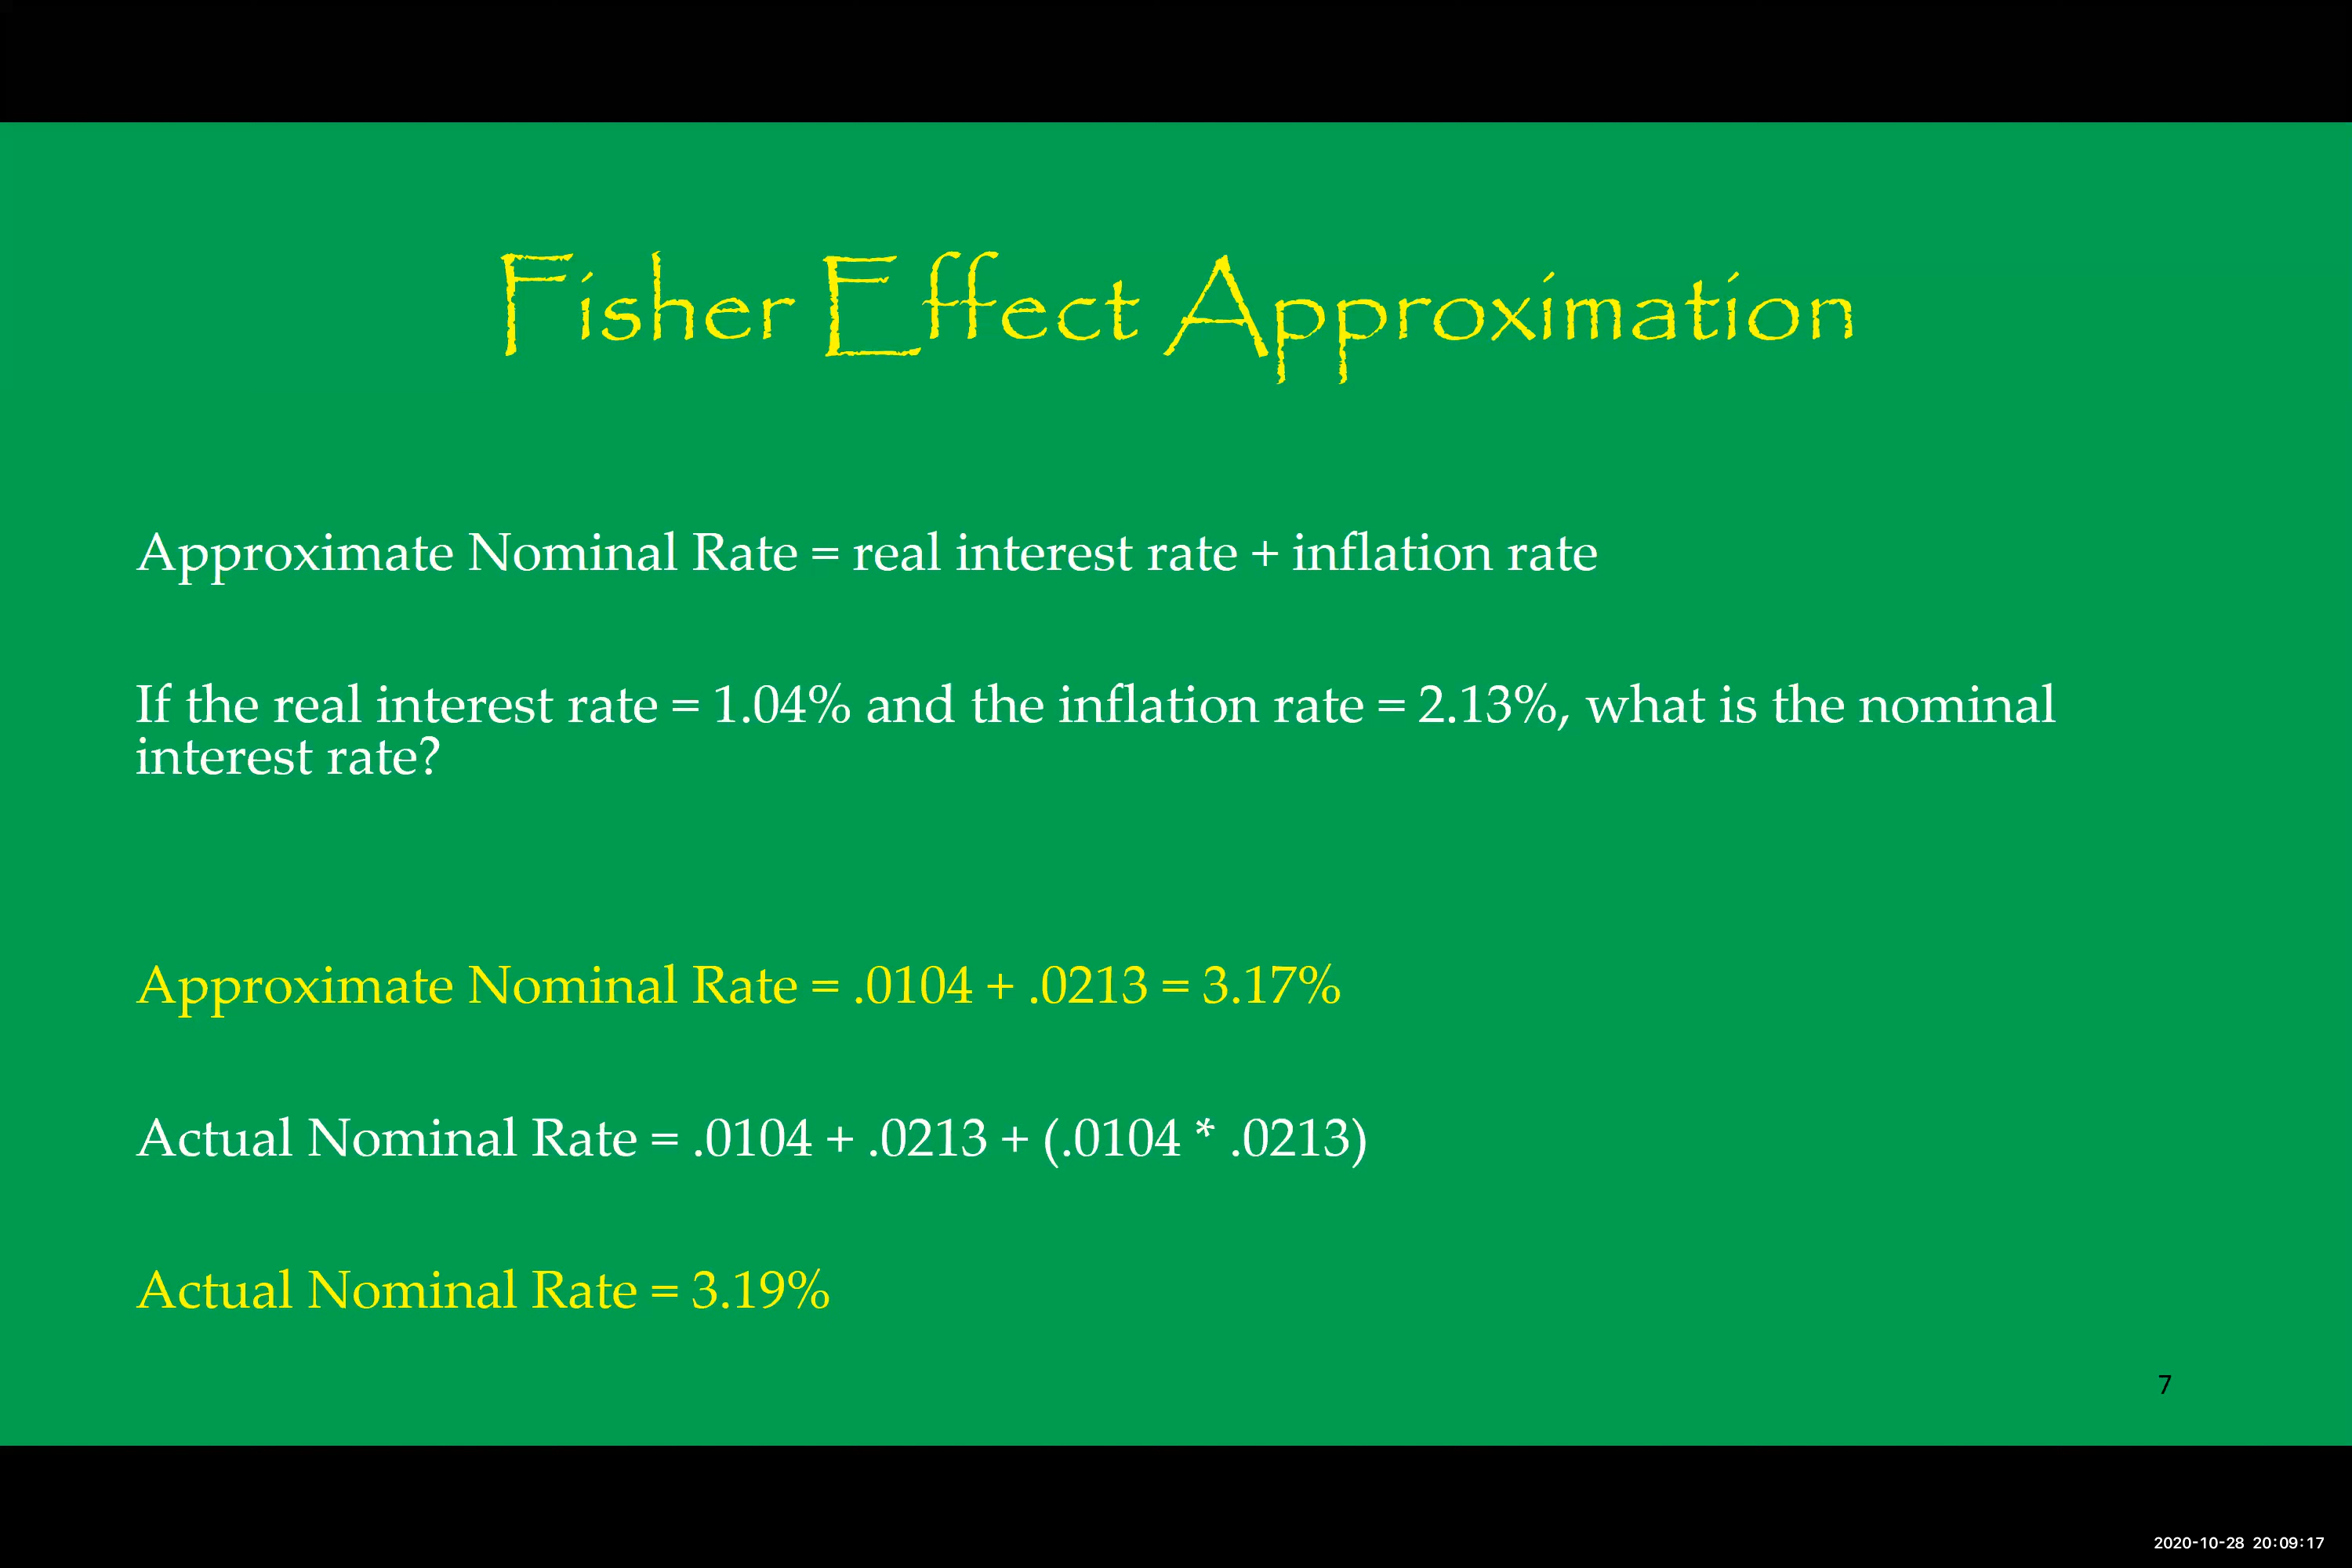 Fisher Effect Approximation
Approximate Nominal Rate = real interest rate + inflation rate
If the real interest rate = 1.04% and the inflation rate = 2.13%, what is the nominal
interest rate?
Approximate Nominal Rate = .0104 + .0213 = 3.17%
Actual Nominal Rate = .0104 + .0213 + (.0104 * .0213)
Actual Nominal Rate = 3.19%
7
2020-10-28 20:09:17